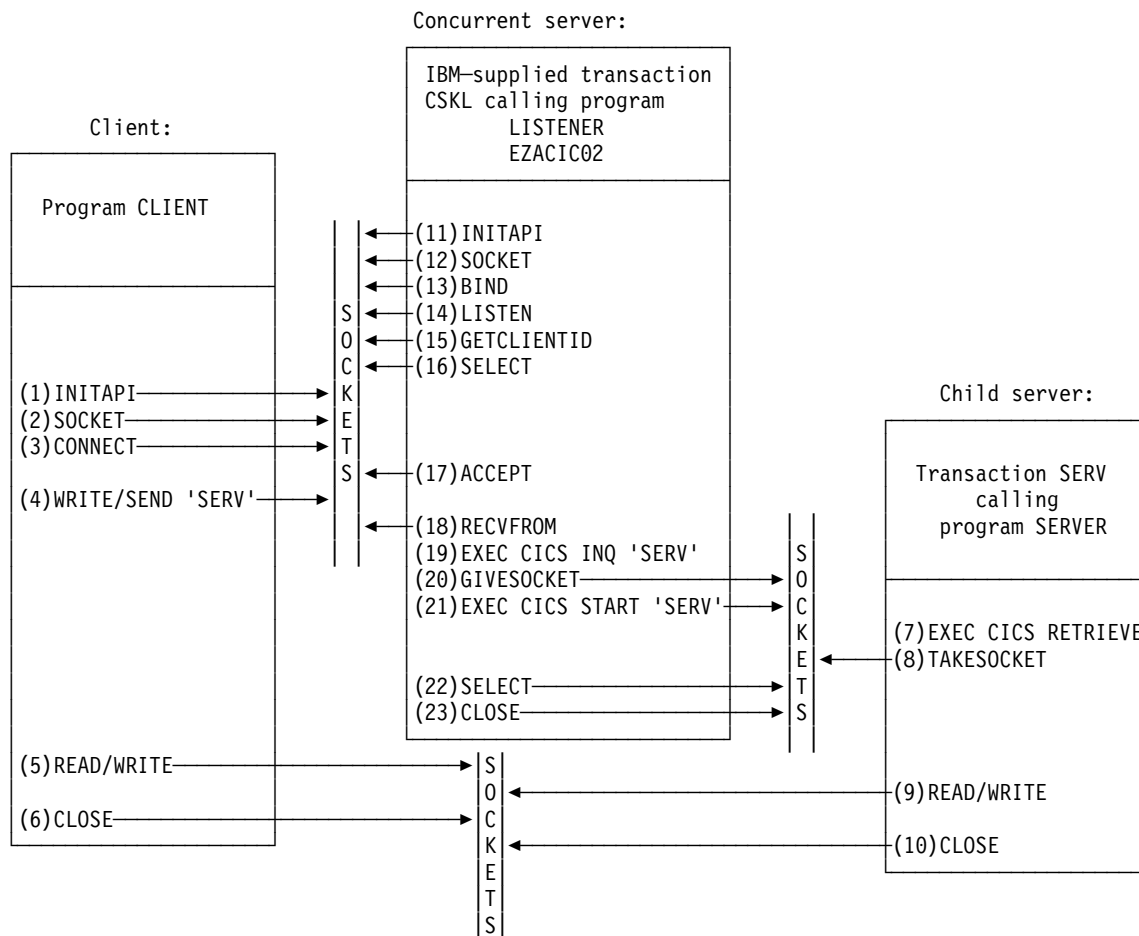 Concurrent server:
IBM—supplied transaction
CSKL calling program
LISTENER
EZACIC02
Client:
Program CLIENT
(11)INITAPI
(12)SOCKET
(13)BIND
(14)LISTEN
(15)GETCLIENTID
(16)SELECT
SOCKETS
(1)INITAPI
(2)SOCKET
(3)CONNECT
(17)ACCEPT
(4)WRITE/SEND 'SERV'
(18)RECVFROM
(19)EXEC CICS INQ 'SERV'
(20)GIVESOCKET
(21)EXEC CICS START 'SERV'
(22)SELECT
(23)CLOSE
SOCKETS
Child server:
Transaction SERV
calling
program SERVER
(7)EXEC CICS RETRIEVE
(8)TAKESOCKET
(5)READ/WRITE
(6)CLOSE
SOCKETS
(9)READ/WRITE
(10)CLOSE